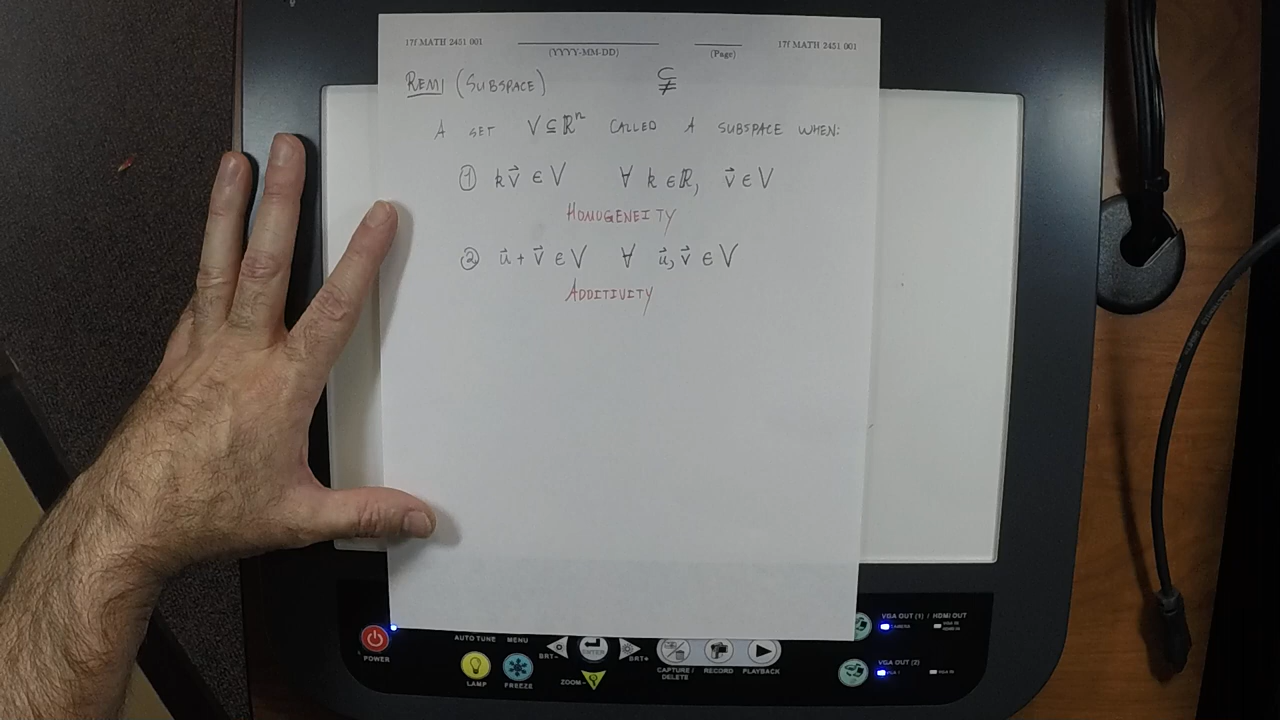 17f MATH 2451 001
(YYYY-MM-DD)
(Page)
17f MATH 2451 001
REM (SUBSPACE)
⊊
A SET V ⊆ ℝⁿ CALLED A SUBSPACE WHEN:
① k v⃗ ∈ V ∀ k ∈ ℝ, v⃗ ∈ V
HOMOGENEITY
② u⃗ + v⃗ ∈ V ∀ u⃗, v⃗ ∈ V
ADDITIVITY
POWER
AUTO TUNE
MENU
LAMP
FREEZE
BRT-
ENTER
BRT+
ZOOM-
CAPTURE / DELETE
RECORD
PLAYBACK
VGA OUT (1) / HDMI OUT
CAMERA
VGA OUT (2)